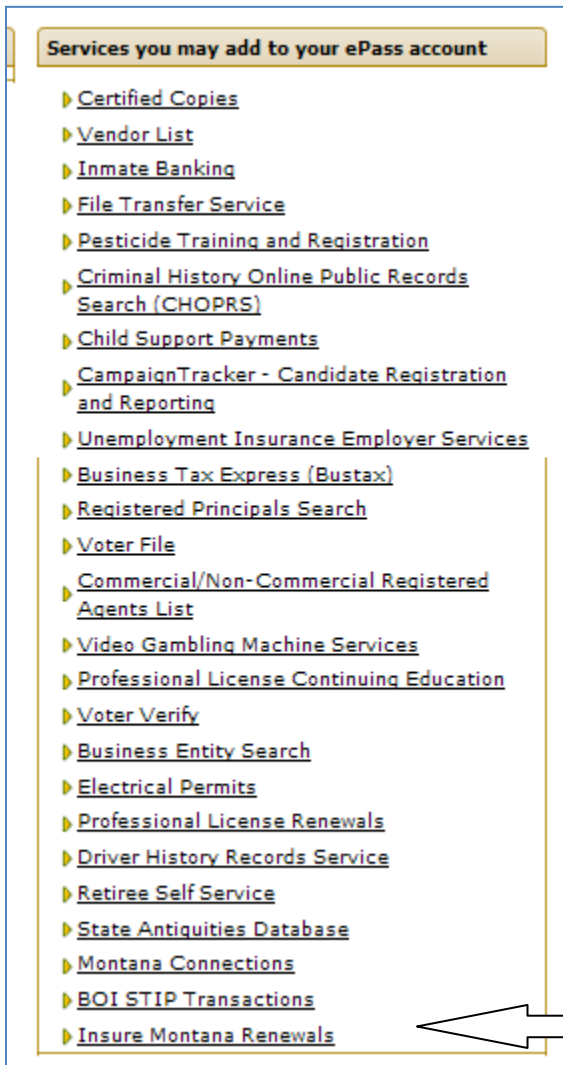 Services you may add to your ePass account
Certified Copies
Vendor List
Inmate Banking
File Transfer Service
Pesticide Training and Registration
Criminal History Online Public Records
Search (CHOPRS)
Child Support Payments
CampaignTracker - Candidate Registration
and Reporting
Unemployment Insurance Employer Services
Business Tax Express (Bustax)
Registered Principals Search
Voter File
Commercial/Non-Commercial Registered
Agents List
Video Gambling Machine Services
Professional License Continuing Education
Voter Verify
Business Entity Search
Electrical Permits
Professional License Renewals
Driver History Records Service
Retiree Self Service
State Antiquities Database
Montana Connections
BOI STIP Transactions
Insure Montana Renewals